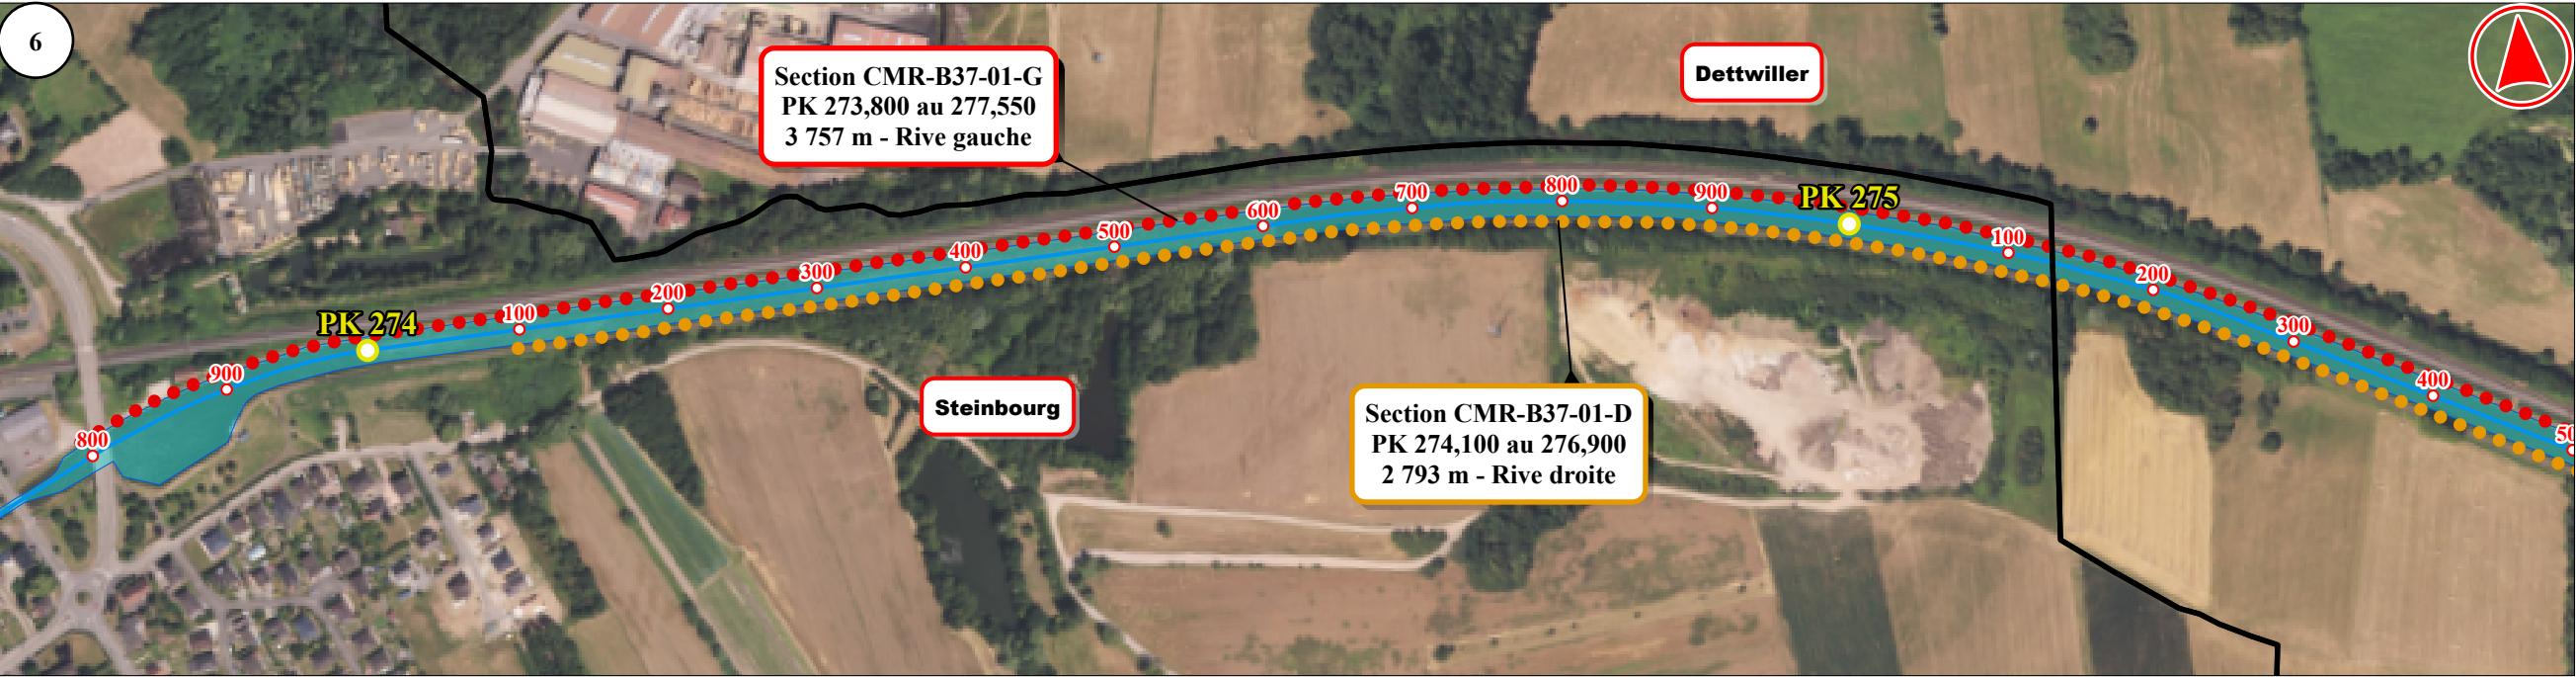 6
Section CMR-B37-01-G
PK 273,800 au 277,550
3 757 m - Rive gauche
Dettwiller
800
900
PK 274
100
200
300
400
500
600
700
800
900
PK 275
100
200
300
400
50
Steinbourg
Section CMR-B37-01-D
PK 274,100 au 276,900
2 793 m - Rive droite